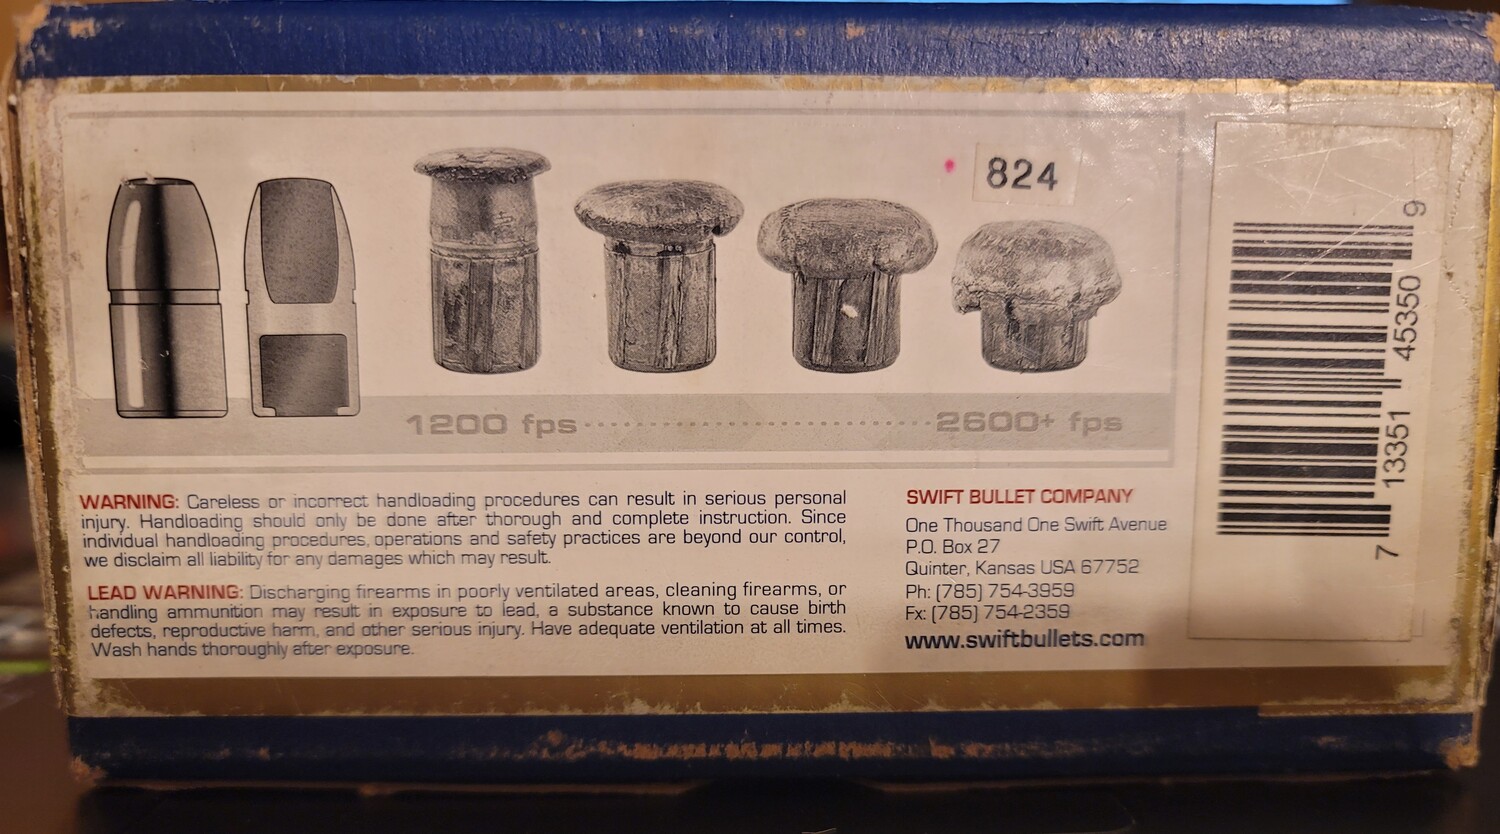 824
1200 fps
2600+ fps
WARNING: Careless or incorrect handloading procedures can result in serious personal
injury. Handloading should only be done after thorough and complete instruction. Since
individual handloading procedures, operations and safety practices are beyond our control,
we disclaim all liability for any damages which may result.
LEAD WARNING: Discharging firearms in poorly ventilated areas, cleaning firearms, or
handling ammunition may result in exposure to lead, a substance known to cause birth
defects, reproductive harm, and other serious injury. Have adequate ventilation at all times.
Wash hands thoroughly after exposure.
SWIFT BULLET COMPANY
One Thousand One Swift Avenue
P.O. Box 27
Quinter, Kansas USA 67752
Ph: (785) 754-3959
Fx: (785) 754-2359
www.swiftbullets.com
7 13351 45350 9